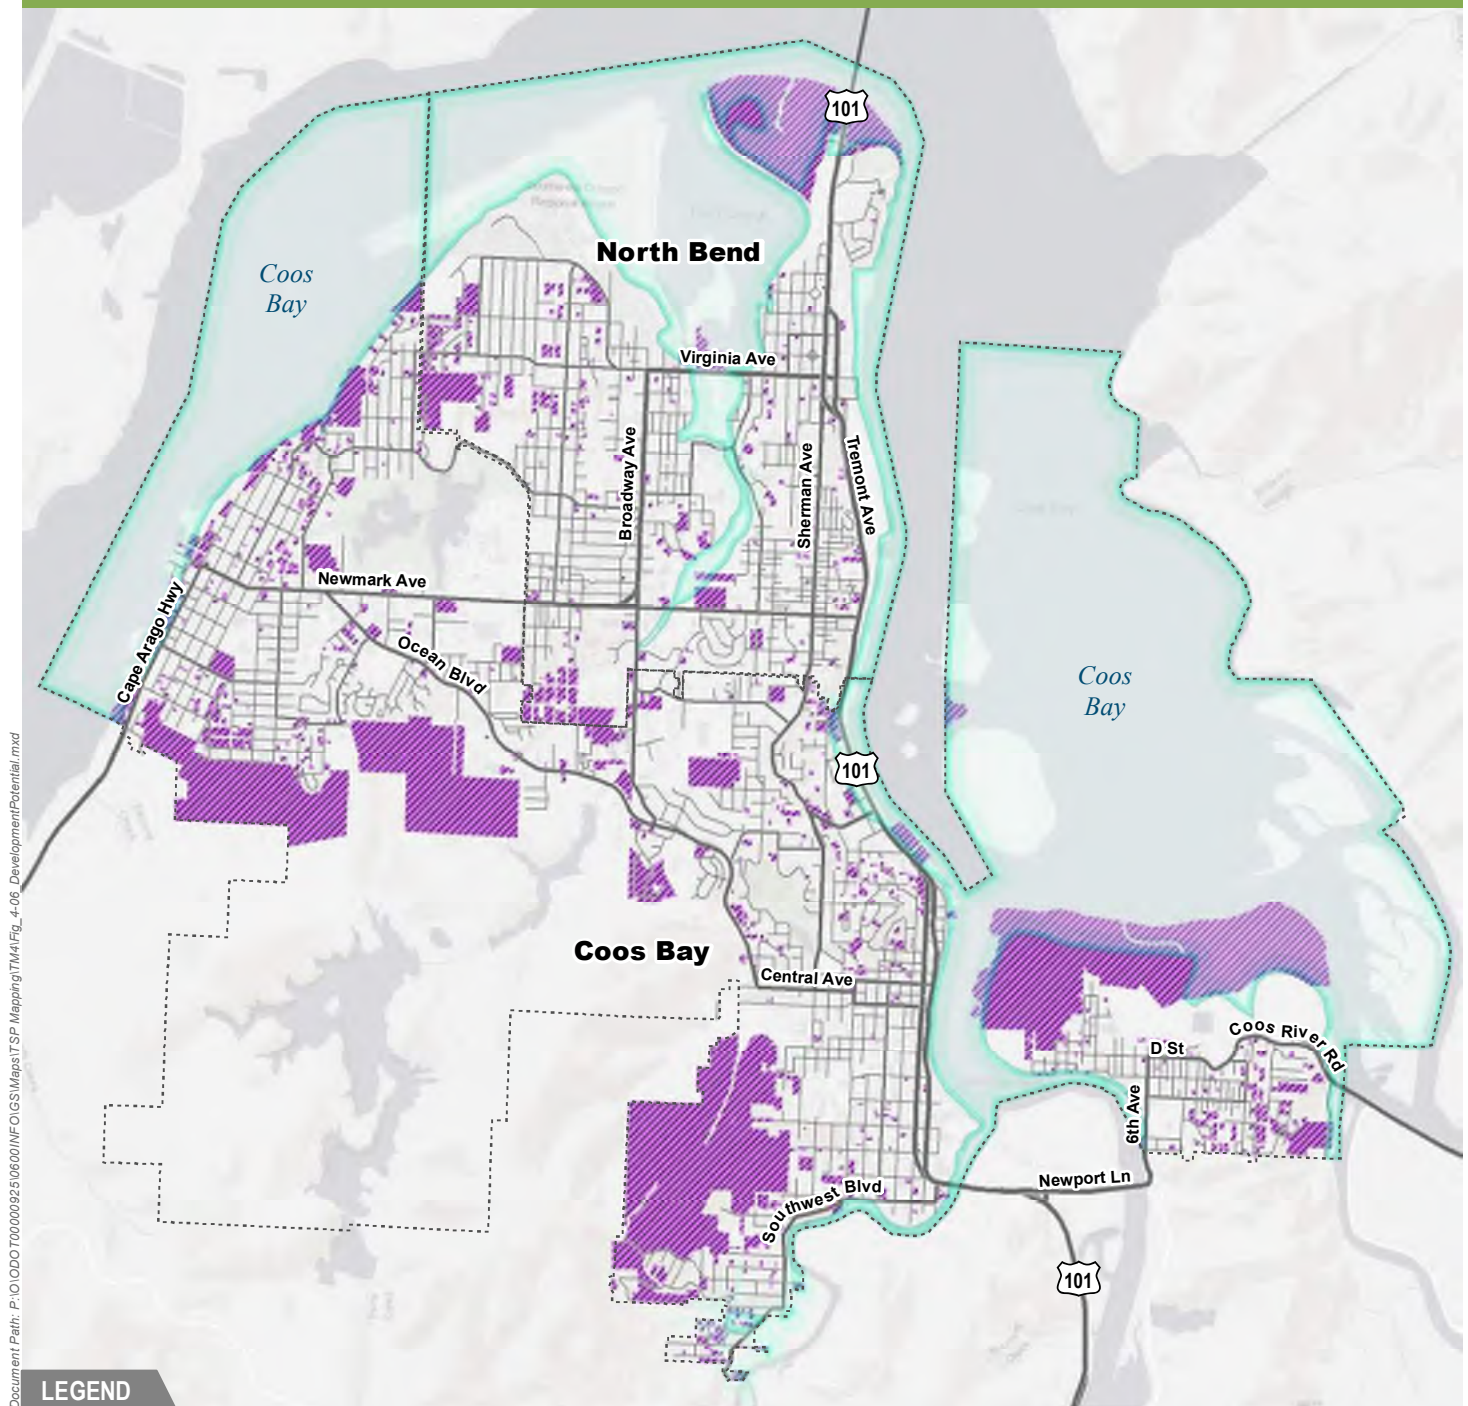 101
North Bend
Coos
Bay
Virginia Ave
Broadway Ave
Sherman Ave
Tremont Ave
Newmark Ave
Cape Arago Hwy
Ocean Blvd
Coos
Bay
101
Coos Bay
Central Ave
D St
Coos River Rd
6th Ave
Newport Ln
Southwest Blvd
101
Document Path: P:\O\ODOT00000925\0600INFO\GS\Maps\TSP Mapping\TM4\Fig_4-06_DevelopmentPotential.mxd
LEGEND